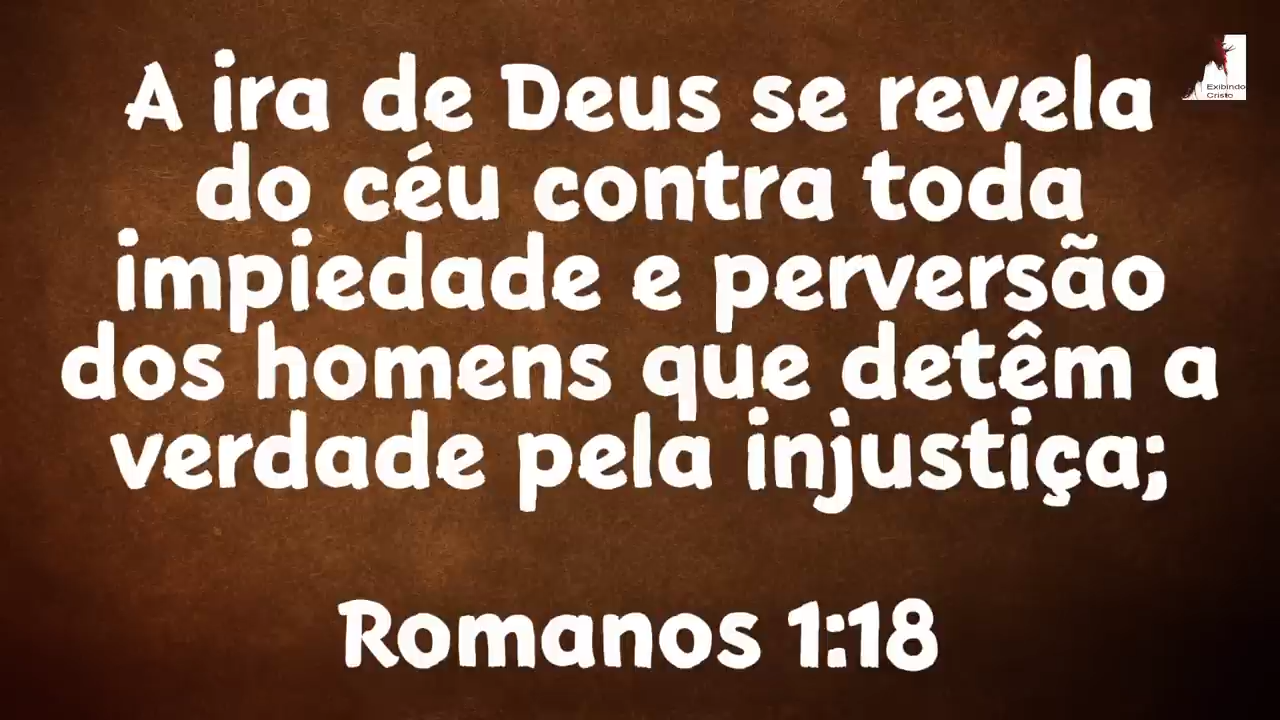 A ira de Deus se revela
do céu contra toda
impiedade e perversão
dos homens que detêm a
verdade pela injustiça;
Romanos 1:18
Exibindo
Cristo